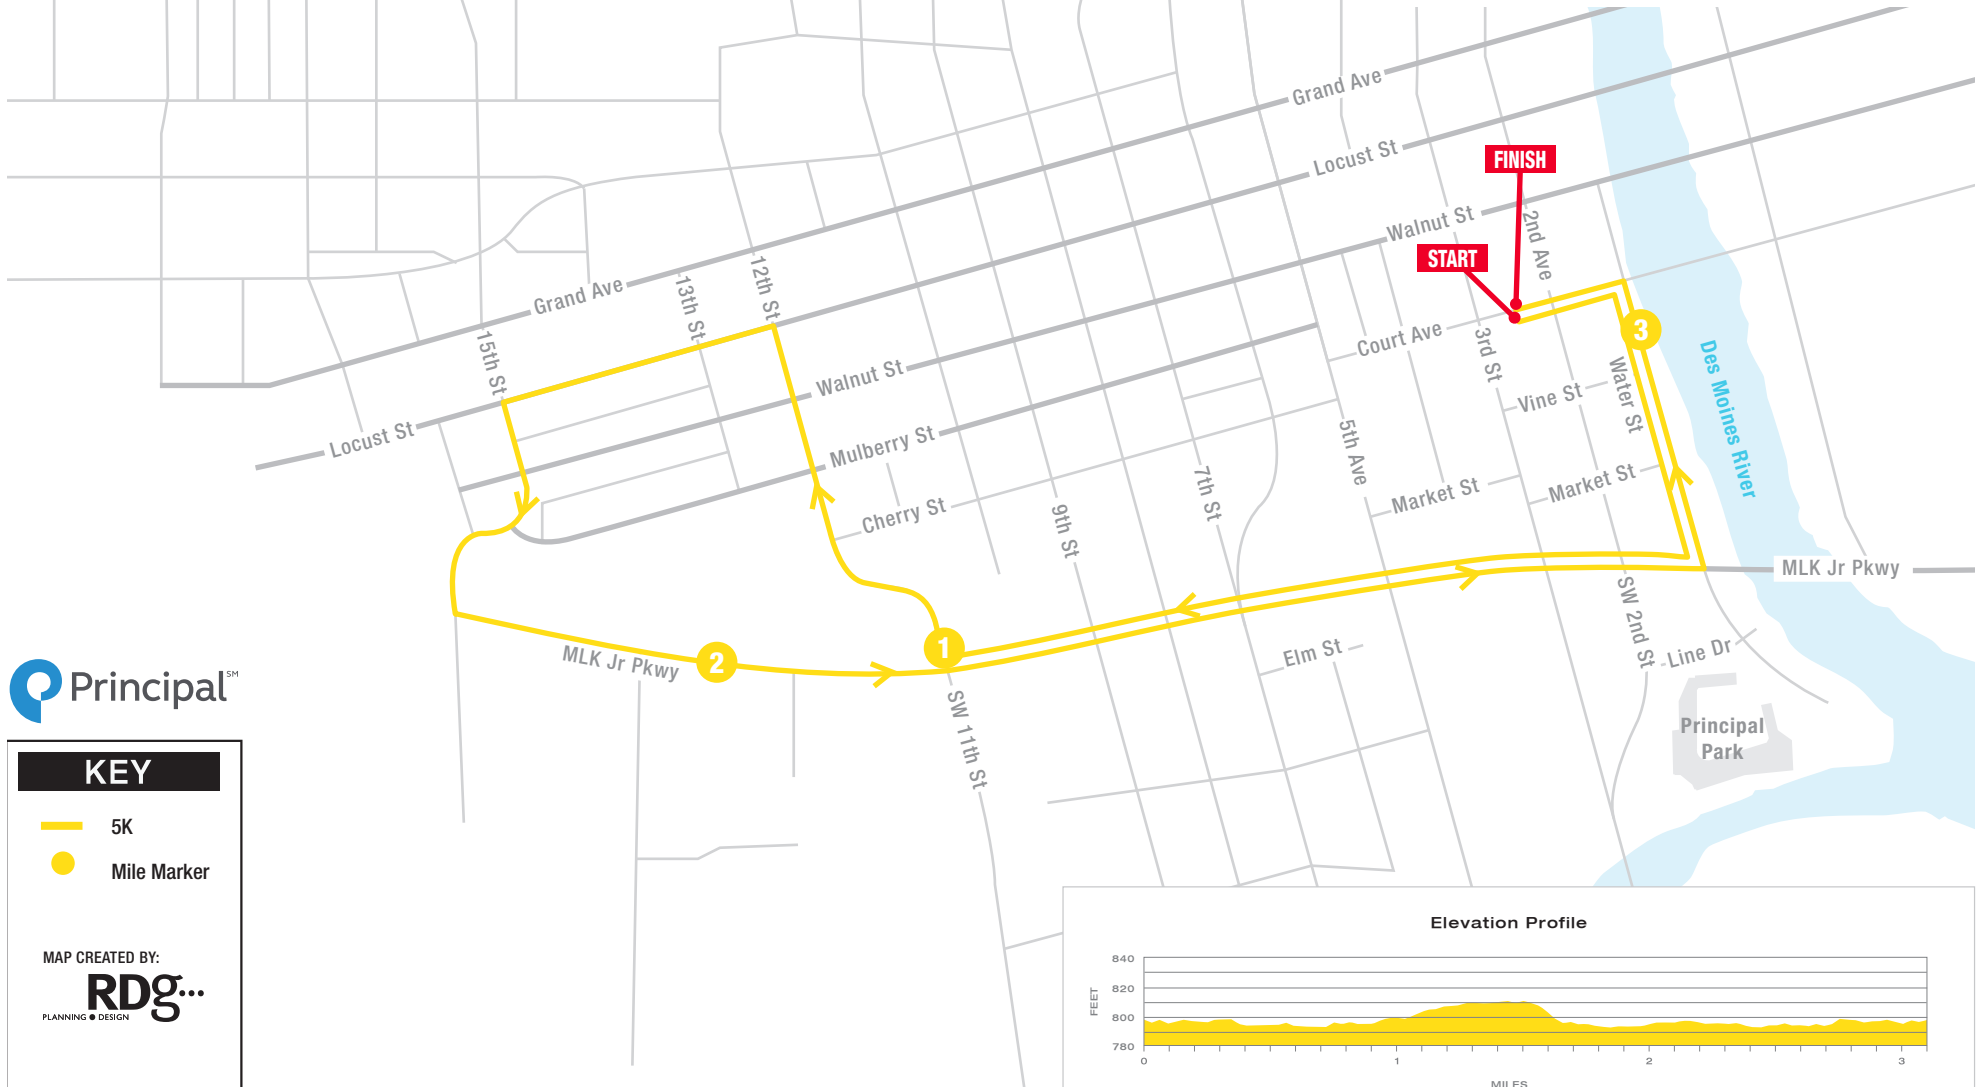 Grand Ave
Locust St
FINISH
Walnut St
2nd Ave
START
12th St
13th St
Grand Ave
15th St
Court Ave
3rd St
3
Des Moines River
Water St
Vine St
Walnut St
Locust St
Mulberry St
5th Ave
Market St
Market St
7th St
Cherry St
9th St
MLK Jr Pkwy
SW 2nd St
Line Dr
Elm St
1
2
MLK Jr Pkwy
SW 11th St
Principal
Park
Principal℠
KEY
5K
Mile Marker
MAP CREATED BY:
RDg...
PLANNING ● DESIGN
Elevation Profile
FEET
840
820
800
780
0 1 2 3
MILES